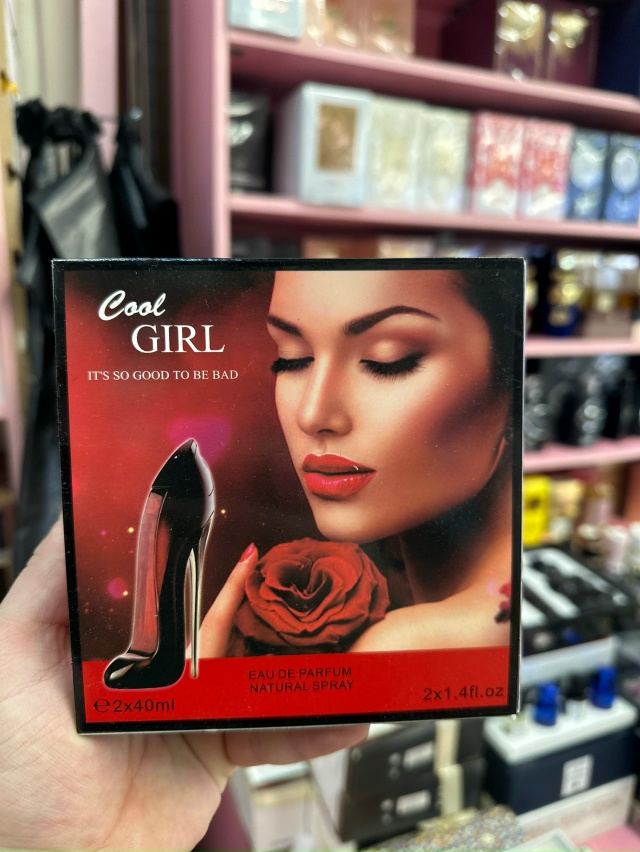 Cool
GIRL
IT'S SO GOOD TO BE BAD
EAU DE PARFUM
NATURAL SPRAY
℮2x40ml
2x1.4fl.oz